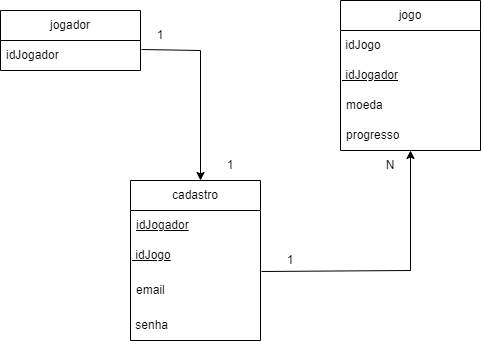 jogador
idJogador
1
1
cadastro
idJogador
idJogo
email
senha
1
N
jogo
idJogo
idJogador
moeda
progresso